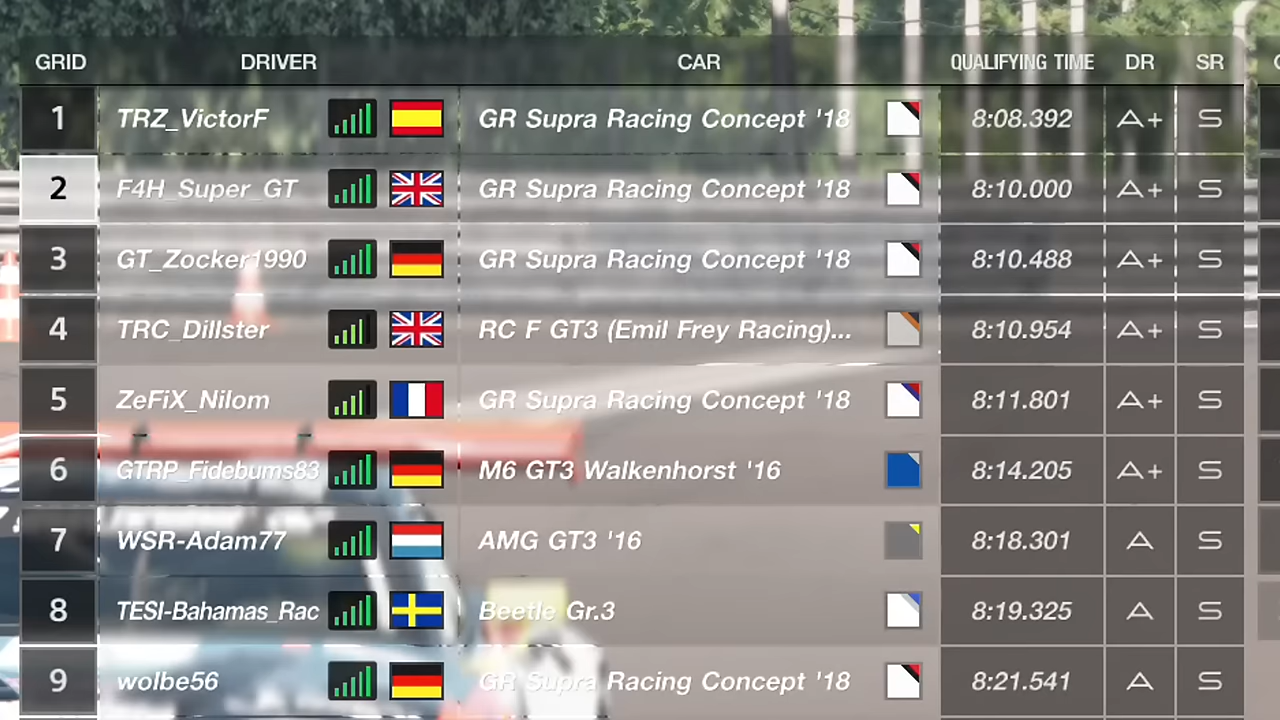 GRID DRIVER CAR QUALIFYING TIME DR SR
1 TRZ_VictorF GR Supra Racing Concept '18 8:08.392 A+ S
2 F4H_Super_GT GR Supra Racing Concept '18 8:10.000 A+ S
3 GT_Zocker1990 GR Supra Racing Concept '18 8:10.488 A+ S
4 TRC_Dillster RC F GT3 (Emil Frey Racing)... 8:10.954 A+ S
5 ZeFiX_Nilom GR Supra Racing Concept '18 8:11.801 A+ S
6 GTRP_Fidebums83 M6 GT3 Walkenhorst '16 8:14.205 A+ S
7 WSR-Adam77 AMG GT3 '16 8:18.301 A S
8 TESI-Bahamas_Rac Beetle Gr.3 8:19.325 A S
9 wolbe56 GR Supra Racing Concept '18 8:21.541 A S